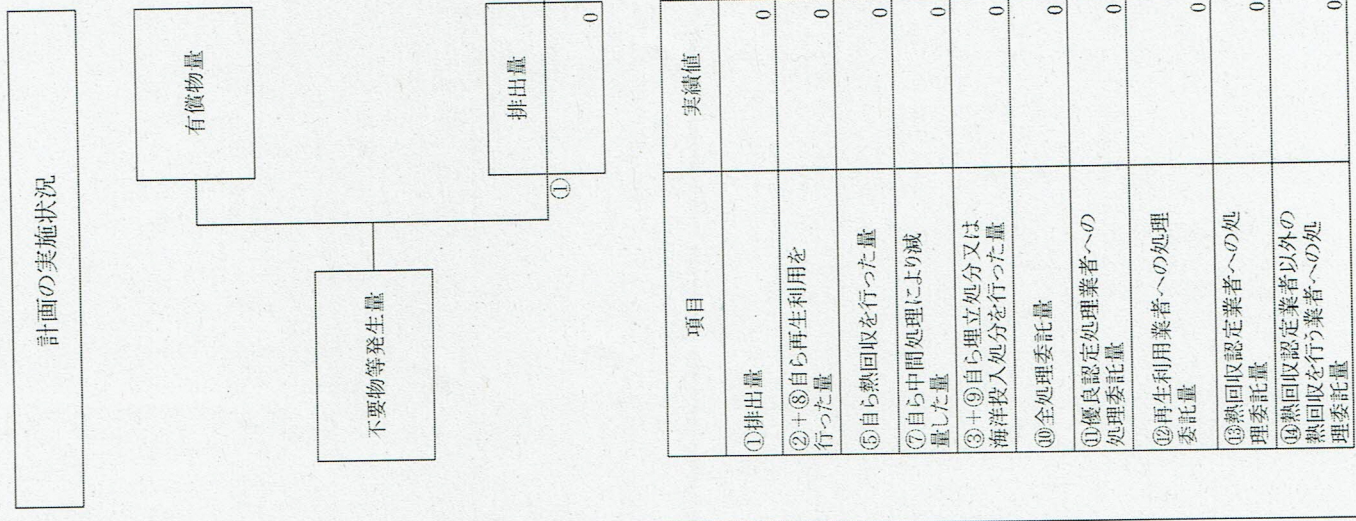 計画の実施状況
有償物量
不要物等発生量
排出量
①
0
項目
実績値
①排出量
0
②+⑧自ら再生利用を
行った量
0
⑤自ら熱回収を行った量
0
⑦自ら中間処理により減
量した量
0
③+⑨自ら埋立処分又は
海洋投入処分を行った量
0
⑩全処理委託量
0
⑪優良認定処理業者への
処理委託量
0
⑫再生利用業者への処理
委託量
0
⑬熱回収認定業者への処
理委託量
0
⑭熱回収認定業者以外の
熱回収を行う業者への処
理委託量
0